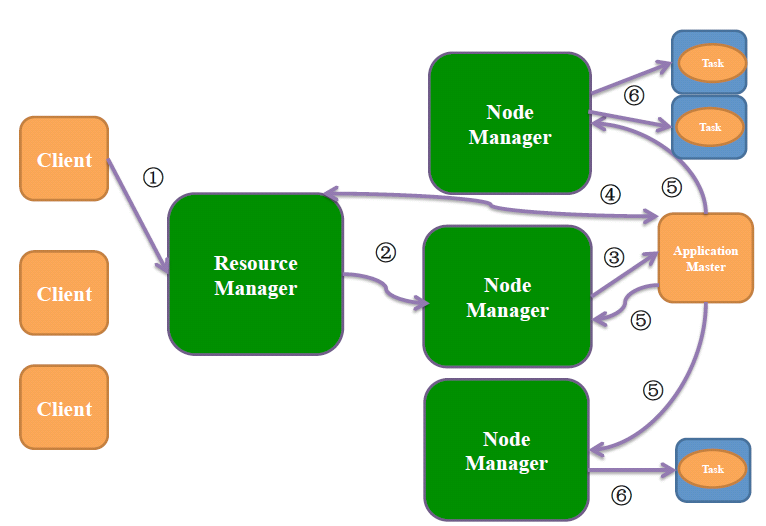 Task
Node
Manager
⑥
Task
Client
①
⑤
④
Application
Master
Resource
Manager
②
Node
Manager
③
Client
⑤
⑤
Client
Node
Manager
Task
⑥